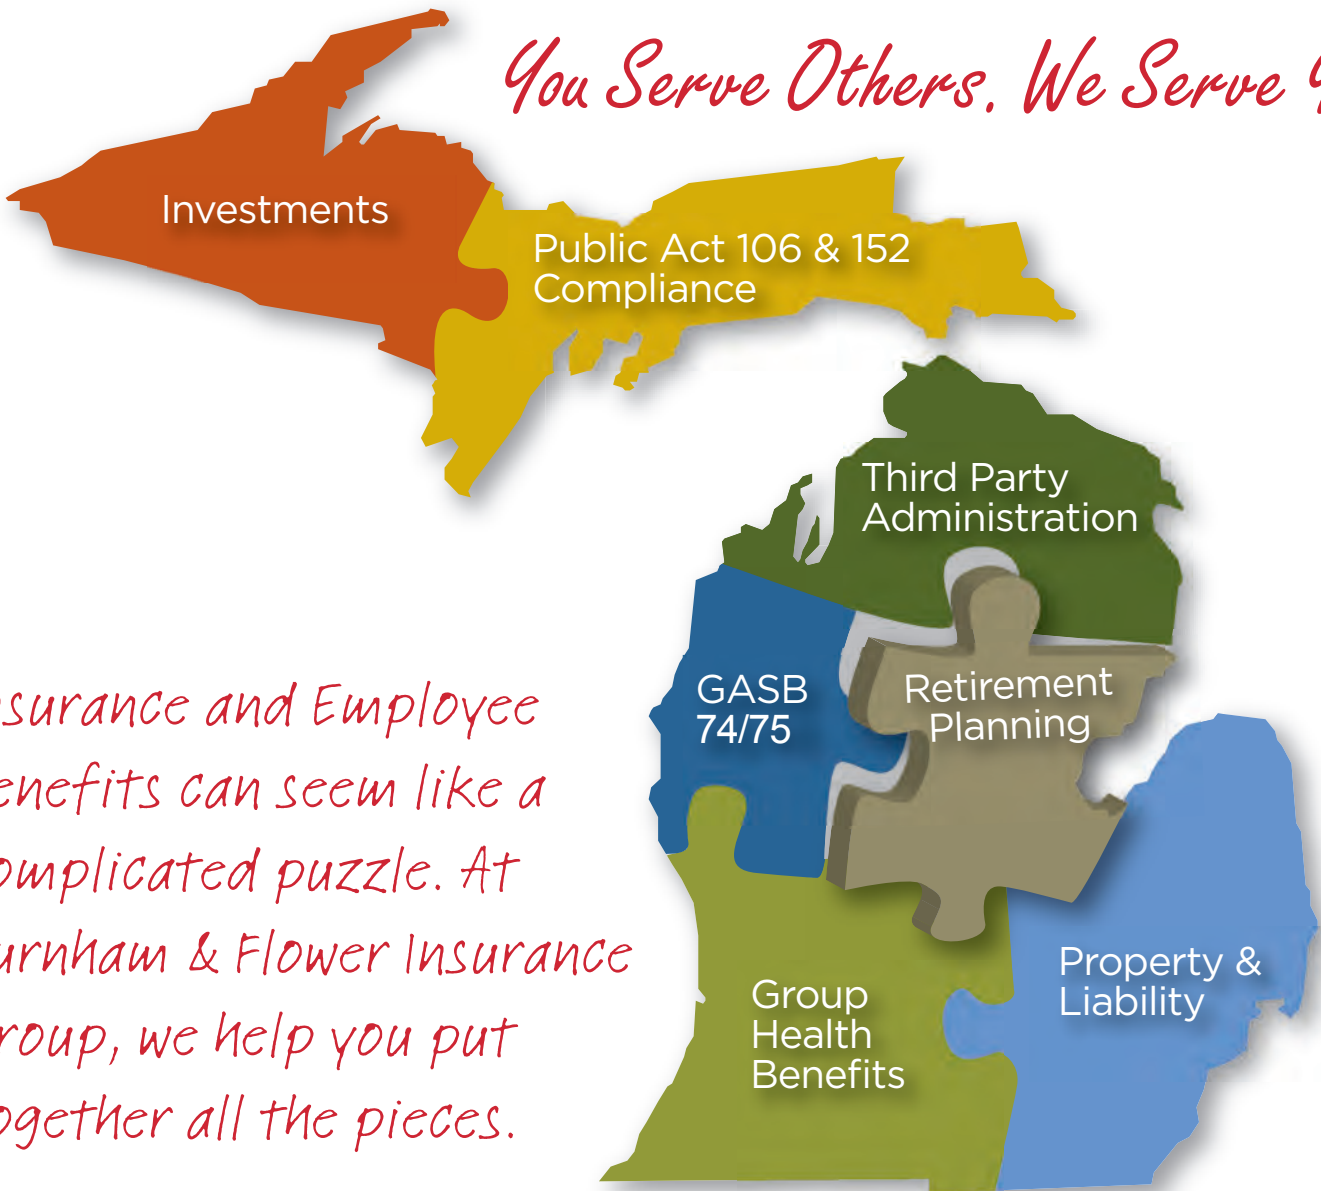 You Serve Others. We Serve
Investments
Public Act 106 & 152
Compliance
Third Party
Administration
GASB
74/75
Retirement
Planning
surance and Employee
enefits can seem like a
omplicated puzzle. At
urnham & Flower Insurance
roup, we help you put
ogether all the pieces.
Group
Health
Benefits
Property &
Liability